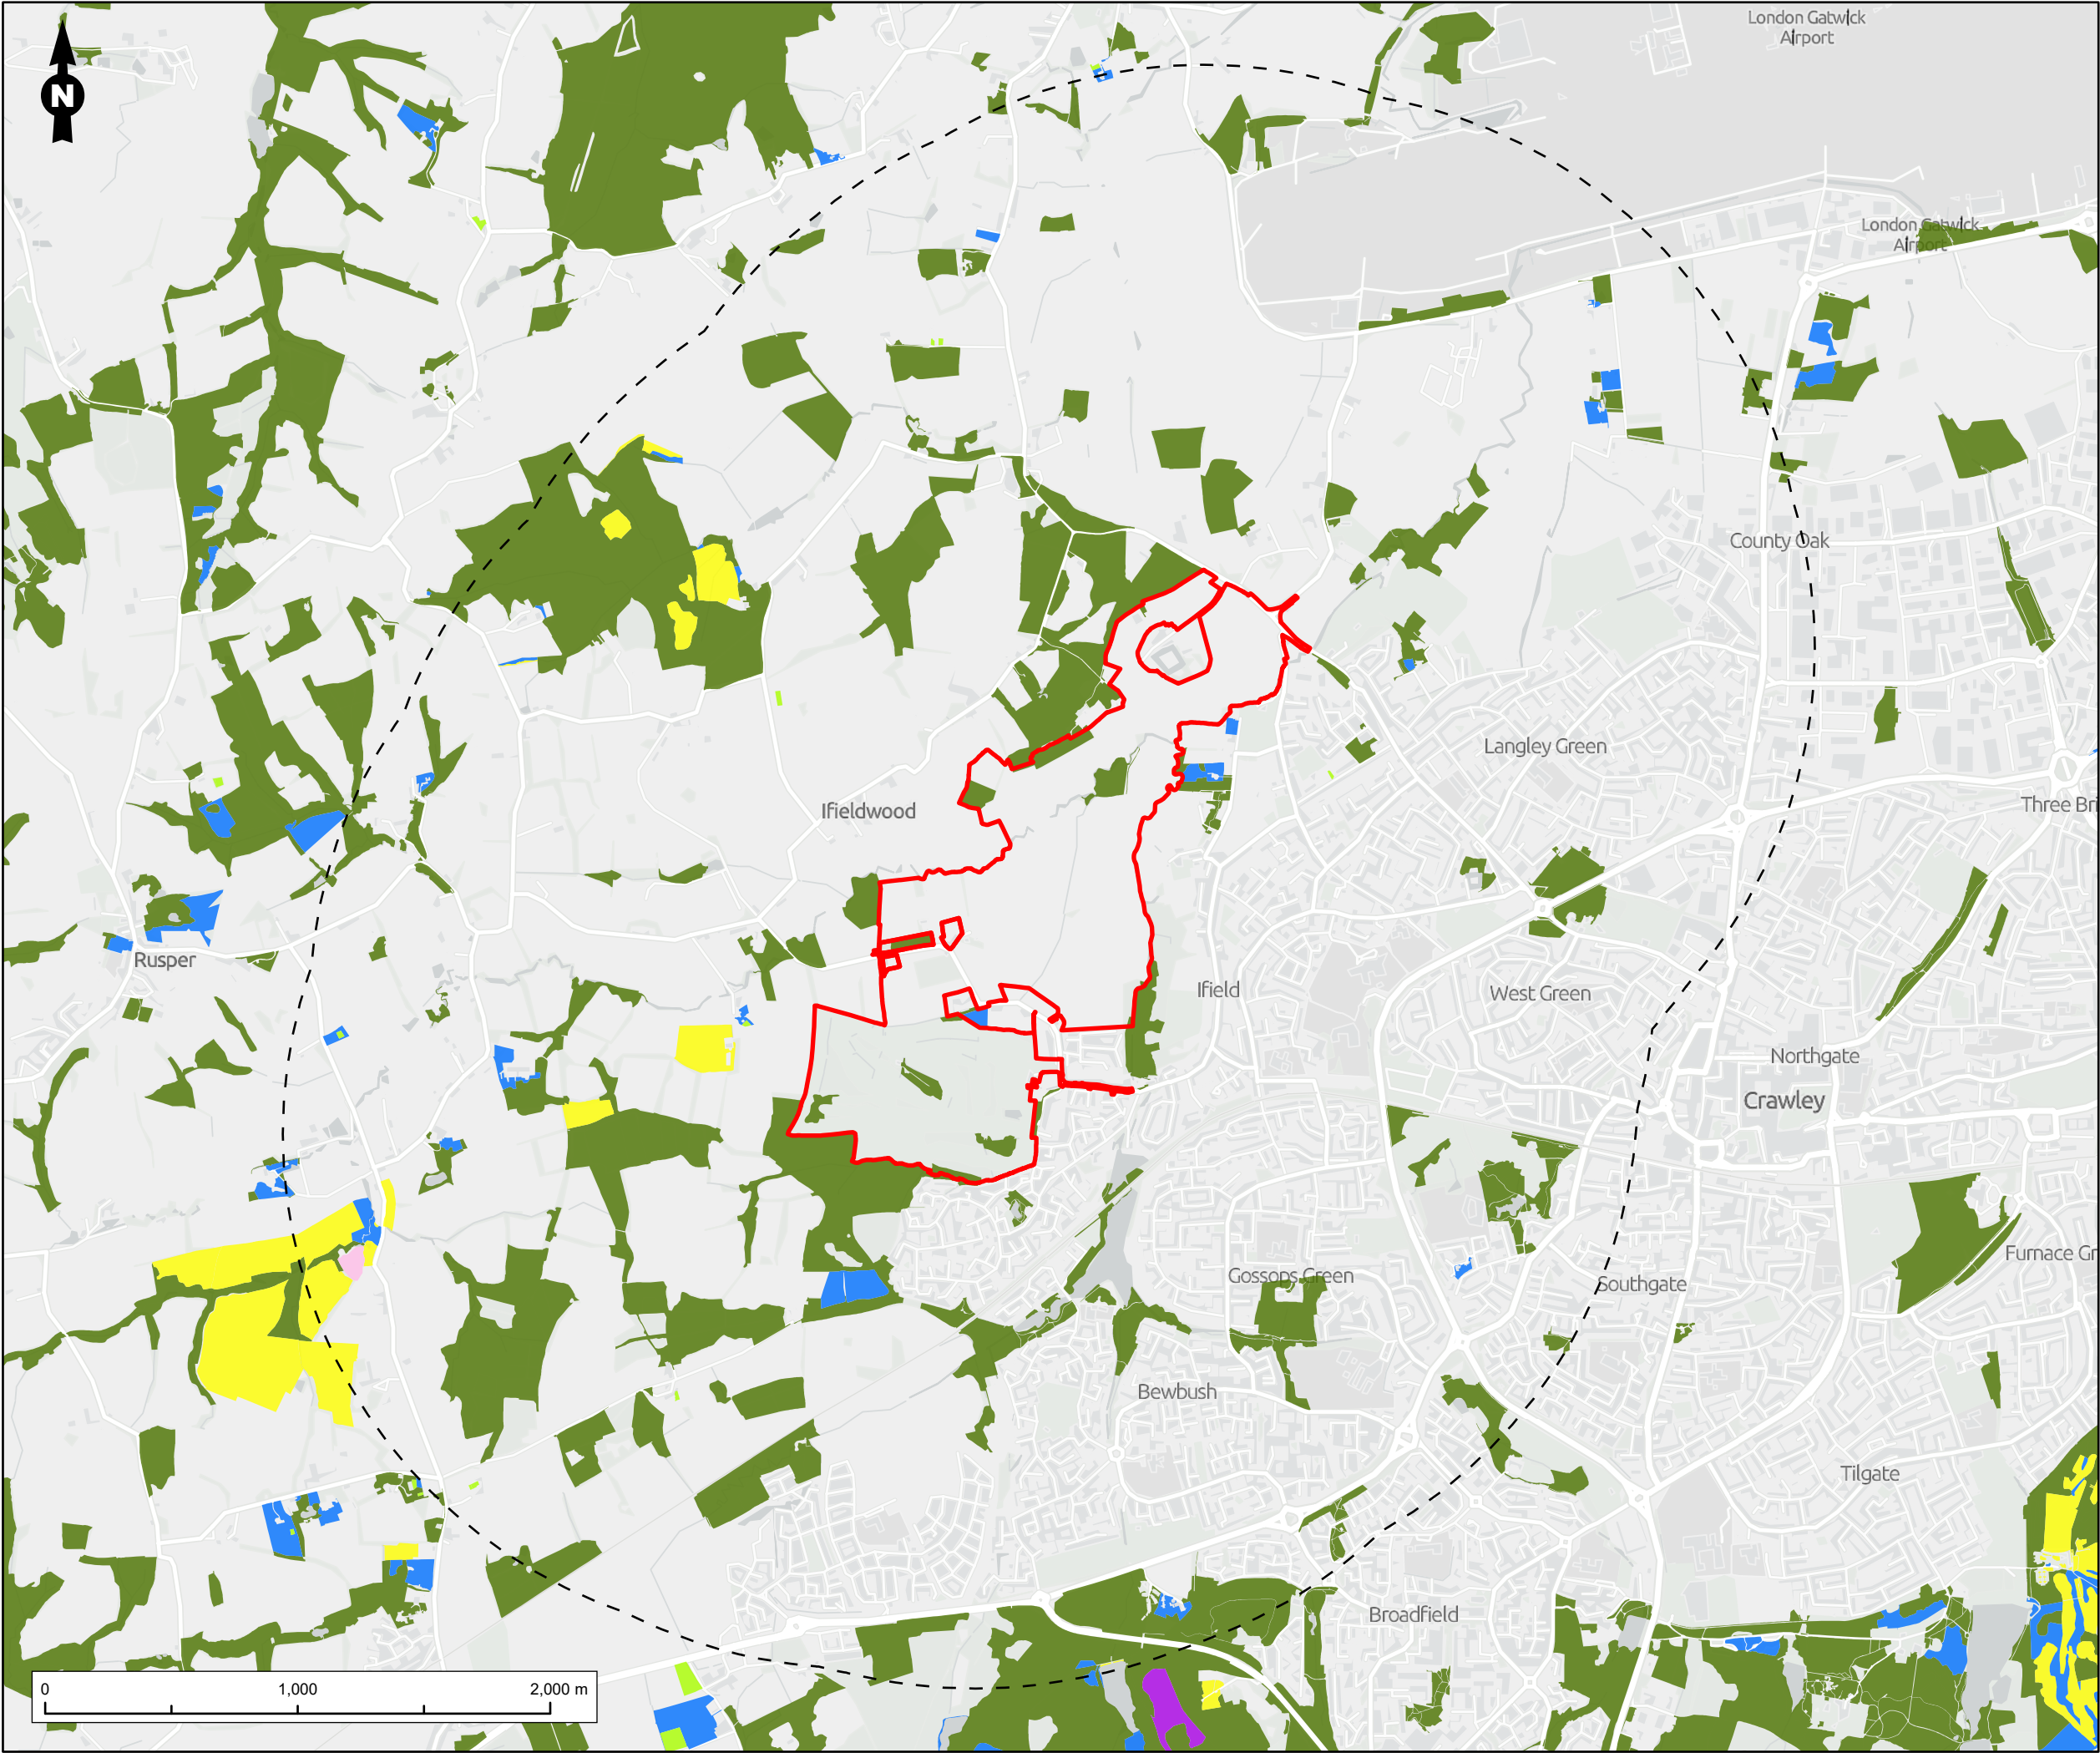 London Gatwick
Airport
N
London Gatwick
Airport
County Oak
Langley Green
Three Bri
Ifieldwood
Rusper
Ifield
West Green
Northgate
Crawley
Furnace Gr
Gossops Green
Southgate
Bewbush
Tilgate
Broadfield
0 1,000 2,000 m